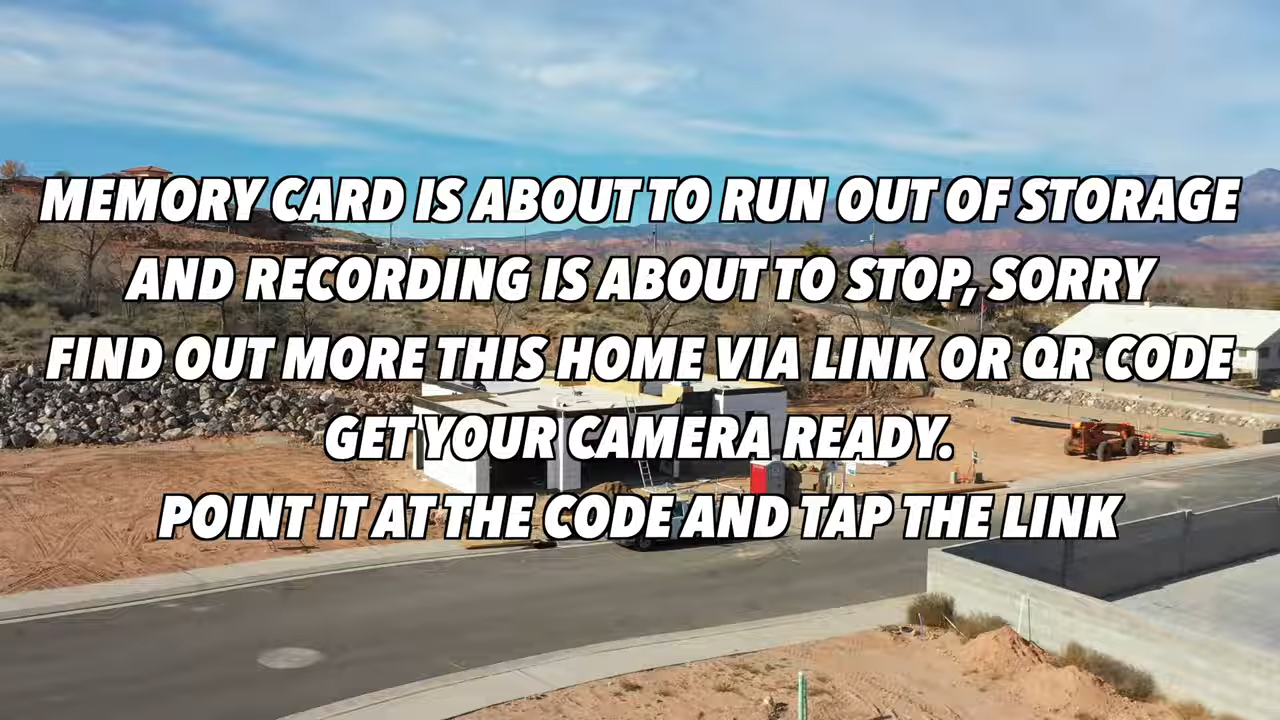 MEMORY CARD IS ABOUT TO RUN OUT OF STORAGE
AND RECORDING IS ABOUT TO STOP, SORRY
FIND OUT MORE THIS HOME VIA LINK OR QR CODE
GET YOUR CAMERA READY.
POINT IT AT THE CODE AND TAP THE LINK